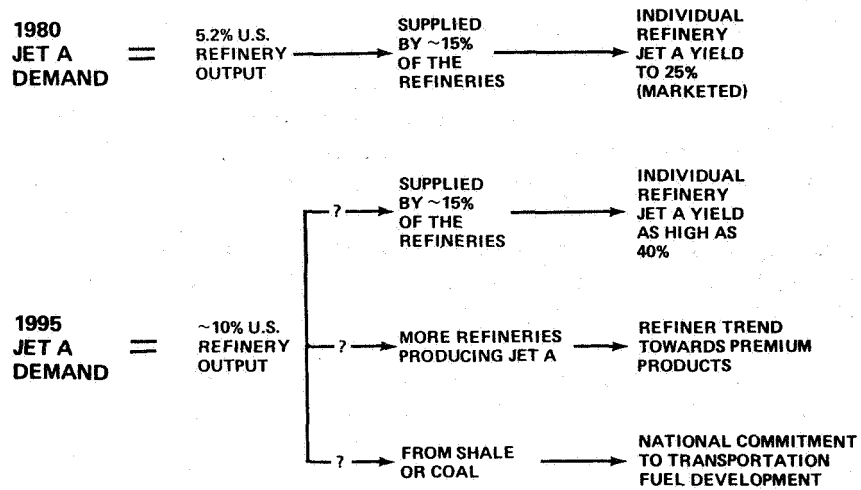 1980
JET A
DEMAND
=
5.2% U.S.
REFINERY
OUTPUT
SUPPLIED
BY ~15%
OF THE
REFINERIES
INDIVIDUAL
REFINERY
JET A YIELD
TO 25%
(MARKETED)
1995
JET A
DEMAND
=
~10% U.S.
REFINERY
OUTPUT
?
SUPPLIED
BY ~15%
OF THE
REFINERIES
INDIVIDUAL
REFINERY
JET A YIELD
AS HIGH AS
40%
?
MORE REFINERIES
PRODUCING JET A
REFINER TREND
TOWARDS PREMIUM
PRODUCTS
?
FROM SHALE
OR COAL
NATIONAL COMMITMENT
TO TRANSPORTATION
FUEL DEVELOPMENT